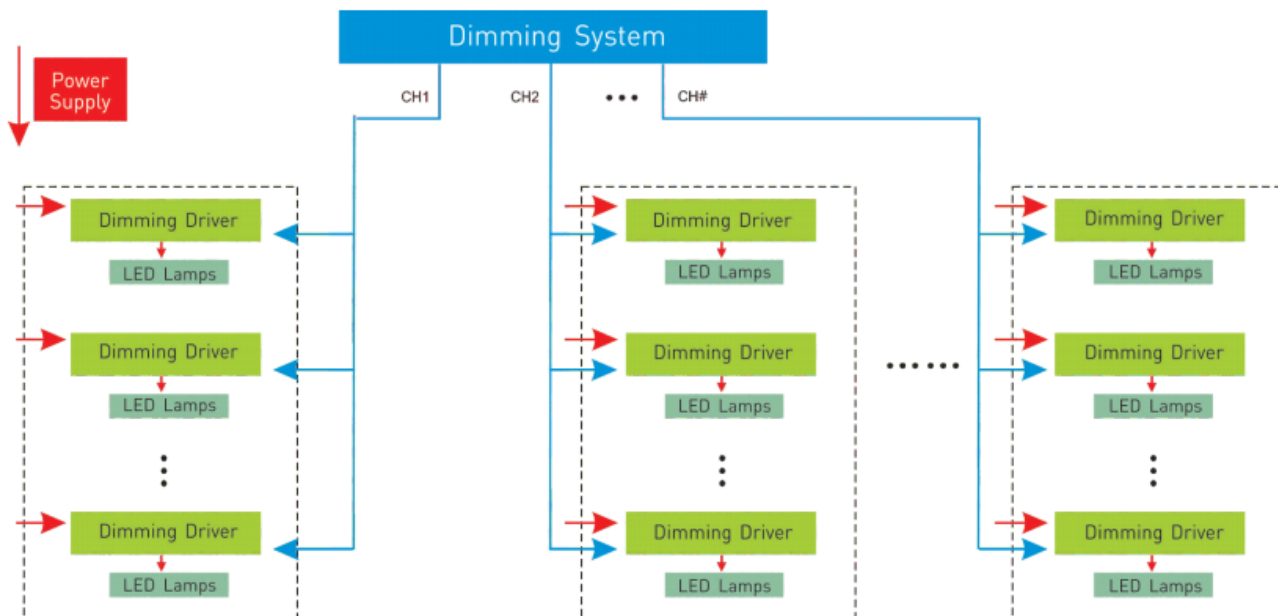 Dimming System
Power
Supply
CH1
CH2
CH#
Dimming Driver
Dimming Driver
Dimming Driver
LED Lamps
LED Lamps
LED Lamps
Dimming Driver
Dimming Driver
Dimming Driver
LED Lamps
LED Lamps
LED Lamps
Dimming Driver
Dimming Driver
Dimming Driver
LED Lamps
LED Lamps
LED Lamps